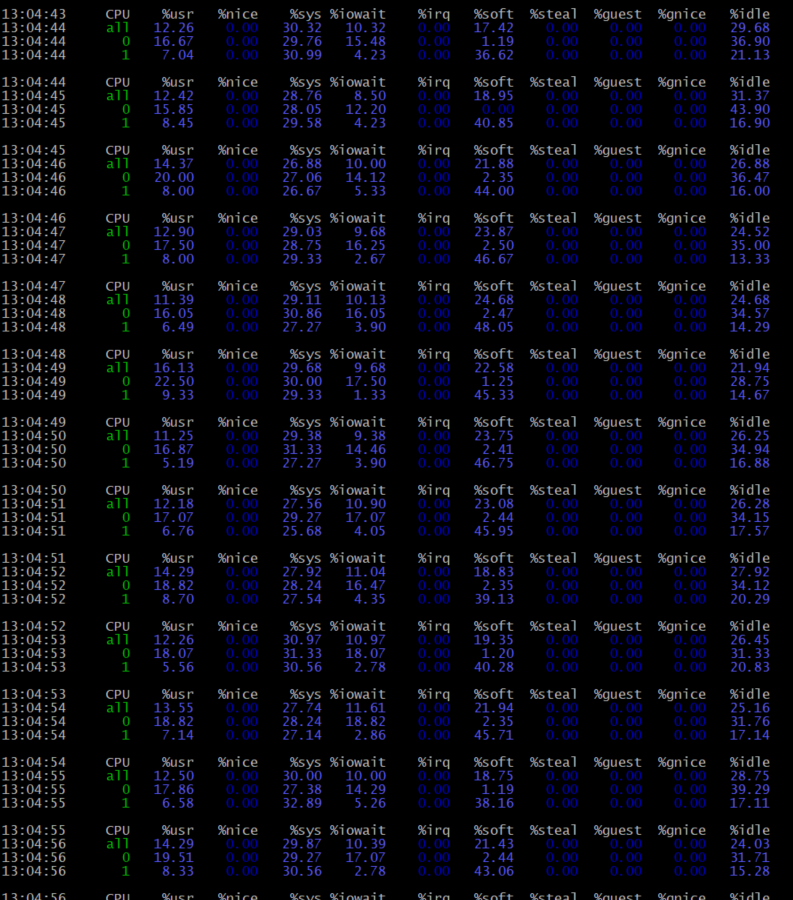 13:04:43 CPU %usr %nice %sys %iowait %irq %soft %steal %guest %gnice %idle
13:04:44 all 12.26 0.00 30.32 10.32 0.00 17.42 0.00 0.00 0.00 29.68
13:04:44 0 16.67 0.00 29.76 15.48 0.00 1.19 0.00 0.00 0.00 36.90
13:04:44 1 7.04 0.00 30.99 4.23 0.00 36.62 0.00 0.00 0.00 21.13
13:04:44 CPU %usr %nice %sys %iowait %irq %soft %steal %guest %gnice %idle
13:04:45 all 12.42 0.00 28.76 8.50 0.00 18.95 0.00 0.00 0.00 31.37
13:04:45 0 15.85 0.00 28.05 12.20 0.00 0.00 0.00 0.00 0.00 43.90
13:04:45 1 8.45 0.00 29.58 4.23 0.00 40.85 0.00 0.00 0.00 16.90
13:04:45 CPU %usr %nice %sys %iowait %irq %soft %steal %guest %gnice %idle
13:04:46 all 14.37 0.00 26.88 10.00 0.00 21.88 0.00 0.00 0.00 26.88
13:04:46 0 20.00 0.00 27.06 14.12 0.00 2.35 0.00 0.00 0.00 36.47
13:04:46 1 8.00 0.00 26.67 5.33 0.00 44.00 0.00 0.00 0.00 16.00
13:04:46 CPU %usr %nice %sys %iowait %irq %soft %steal %guest %gnice %idle
13:04:47 all 12.90 0.00 29.03 9.68 0.00 23.87 0.00 0.00 0.00 24.52
13:04:47 0 17.50 0.00 28.75 16.25 0.00 2.50 0.00 0.00 0.00 35.00
13:04:47 1 8.00 0.00 29.33 2.67 0.00 46.67 0.00 0.00 0.00 13.33
13:04:47 CPU %usr %nice %sys %iowait %irq %soft %steal %guest %gnice %idle
13:04:48 all 11.39 0.00 29.11 10.13 0.00 24.68 0.00 0.00 0.00 24.68
13:04:48 0 16.05 0.00 30.86 16.05 0.00 2.47 0.00 0.00 0.00 34.57
13:04:48 1 6.49 0.00 27.27 3.90 0.00 48.05 0.00 0.00 0.00 14.29
13:04:48 CPU %usr %nice %sys %iowait %irq %soft %steal %guest %gnice %idle
13:04:49 all 16.13 0.00 29.68 9.68 0.00 22.58 0.00 0.00 0.00 21.94
13:04:49 0 22.50 0.00 30.00 17.50 0.00 1.25 0.00 0.00 0.00 28.75
13:04:49 1 9.33 0.00 29.33 1.33 0.00 45.33 0.00 0.00 0.00 14.67
13:04:49 CPU %usr %nice %sys %iowait %irq %soft %steal %guest %gnice %idle
13:04:50 all 11.25 0.00 29.38 9.38 0.00 23.75 0.00 0.00 0.00 26.25
13:04:50 0 16.87 0.00 31.33 14.46 0.00 2.41 0.00 0.00 0.00 34.94
13:04:50 1 5.19 0.00 27.27 3.90 0.00 46.75 0.00 0.00 0.00 16.88
13:04:50 CPU %usr %nice %sys %iowait %irq %soft %steal %guest %gnice %idle
13:04:51 all 12.18 0.00 27.56 10.90 0.00 23.08 0.00 0.00 0.00 26.28
13:04:51 0 17.07 0.00 29.27 17.07 0.00 2.44 0.00 0.00 0.00 34.15
13:04:51 1 6.76 0.00 25.68 4.05 0.00 45.95 0.00 0.00 0.00 17.57
13:04:51 CPU %usr %nice %sys %iowait %irq %soft %steal %guest %gnice %idle
13:04:52 all 14.29 0.00 27.92 11.04 0.00 18.83 0.00 0.00 0.00 27.92
13:04:52 0 18.82 0.00 28.24 16.47 0.00 2.35 0.00 0.00 0.00 34.12
13:04:52 1 8.70 0.00 27.54 4.35 0.00 39.13 0.00 0.00 0.00 20.29
13:04:52 CPU %usr %nice %sys %iowait %irq %soft %steal %guest %gnice %idle
13:04:53 all 12.26 0.00 30.97 10.97 0.00 19.35 0.00 0.00 0.00 26.45
13:04:53 0 18.07 0.00 31.33 18.07 0.00 1.20 0.00 0.00 0.00 31.33
13:04:53 1 5.56 0.00 30.56 2.78 0.00 40.28 0.00 0.00 0.00 20.83
13:04:53 CPU %usr %nice %sys %iowait %irq %soft %steal %guest %gnice %idle
13:04:54 all 13.55 0.00 27.74 11.61 0.00 21.94 0.00 0.00 0.00 25.16
13:04:54 0 18.82 0.00 28.24 18.82 0.00 2.35 0.00 0.00 0.00 31.76
13:04:54 1 7.14 0.00 27.14 2.86 0.00 45.71 0.00 0.00 0.00 17.14
13:04:54 CPU %usr %nice %sys %iowait %irq %soft %steal %guest %gnice %idle
13:04:55 all 12.50 0.00 30.00 10.00 0.00 18.75 0.00 0.00 0.00 28.75
13:04:55 0 17.86 0.00 27.38 14.29 0.00 1.19 0.00 0.00 0.00 39.29
13:04:55 1 6.58 0.00 32.89 5.26 0.00 38.16 0.00 0.00 0.00 17.11
13:04:55 CPU %usr %nice %sys %iowait %irq %soft %steal %guest %gnice %idle
13:04:56 all 14.29 0.00 29.87 10.39 0.00 21.43 0.00 0.00 0.00 24.03
13:04:56 0 19.51 0.00 29.27 17.07 0.00 2.44 0.00 0.00 0.00 31.71
13:04:56 1 8.33 0.00 30.56 2.78 0.00 43.06 0.00 0.00 0.00 15.28
13:04:56 CPU %usr %nice %sys %iowait %irq %soft %steal %guest %gnice %idle